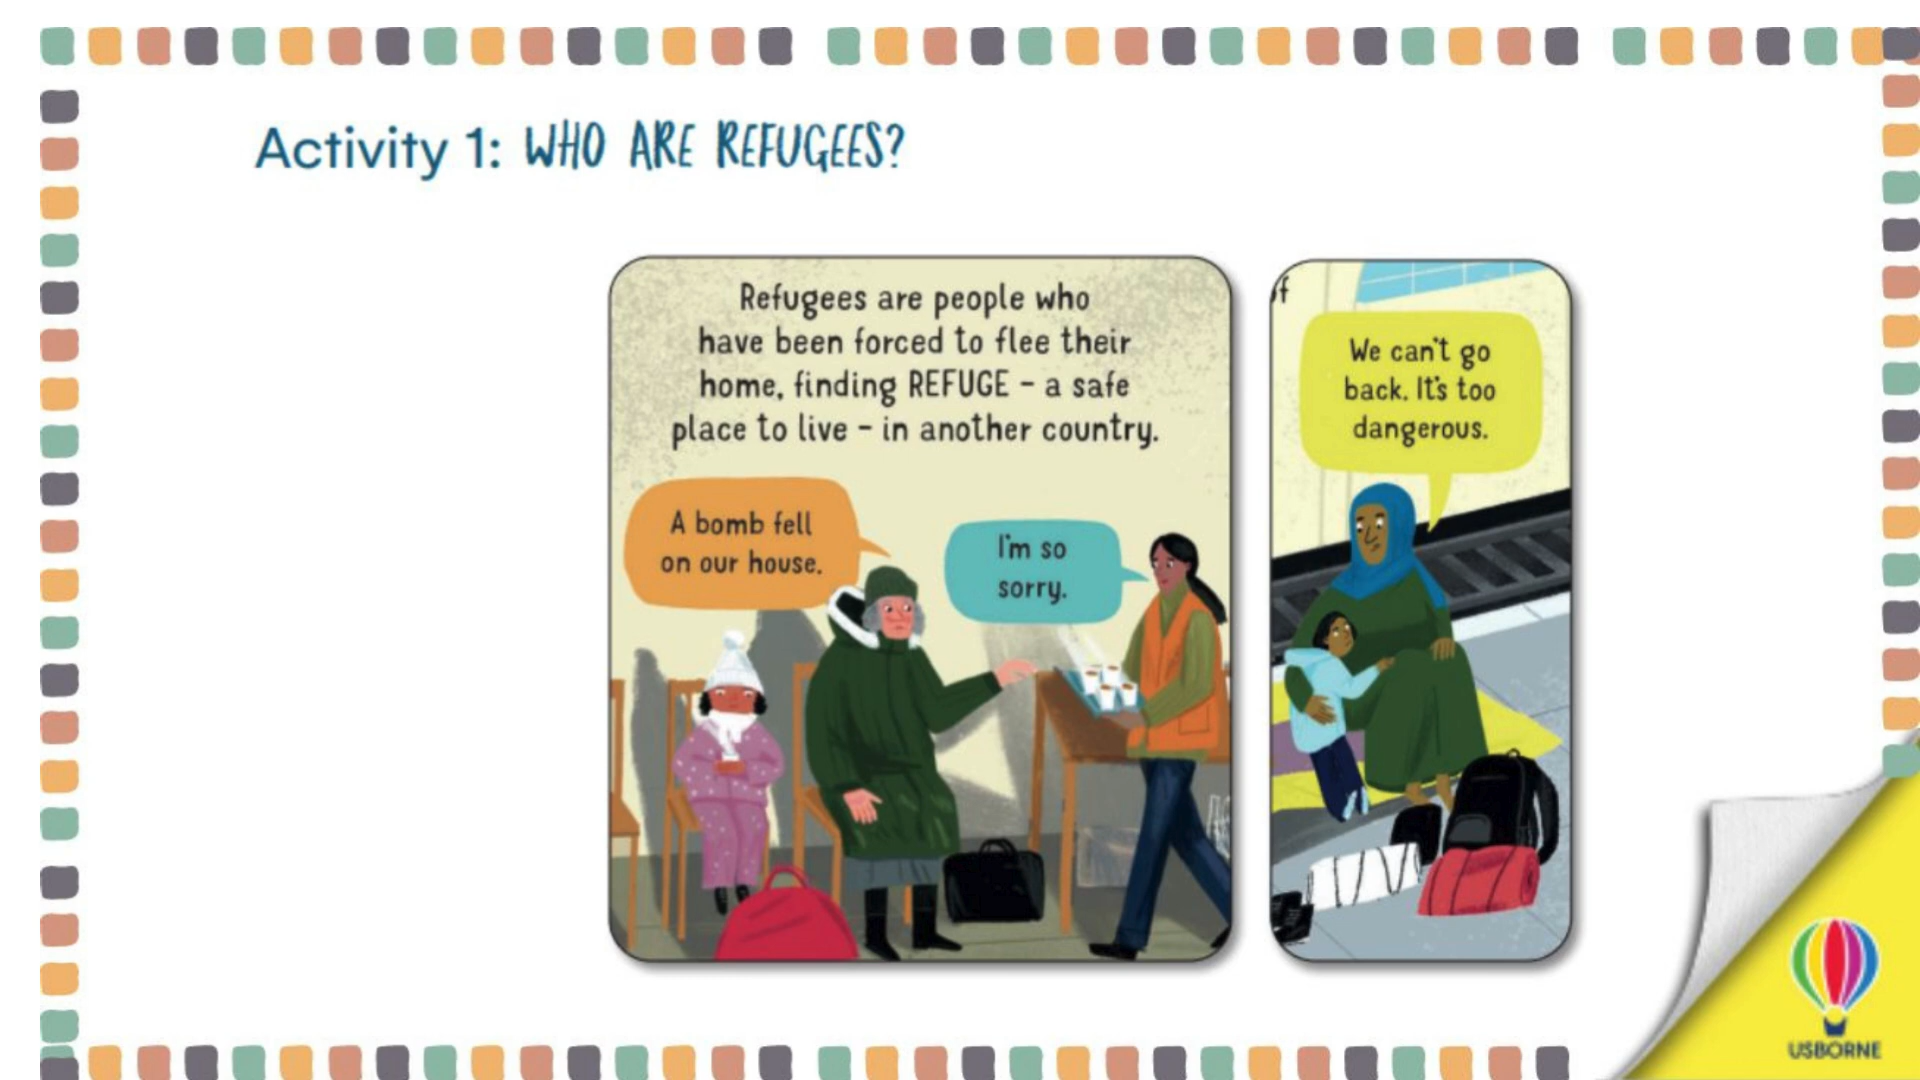 Activity 1: WHO ARE REFUGEES?
Refugees are people who
have been forced to flee their
home, finding REFUGE – a safe
place to live – in another country.
A bomb fell
on our house.
I'm so
sorry.
We can't go
back. It's too
dangerous.
USBORNE